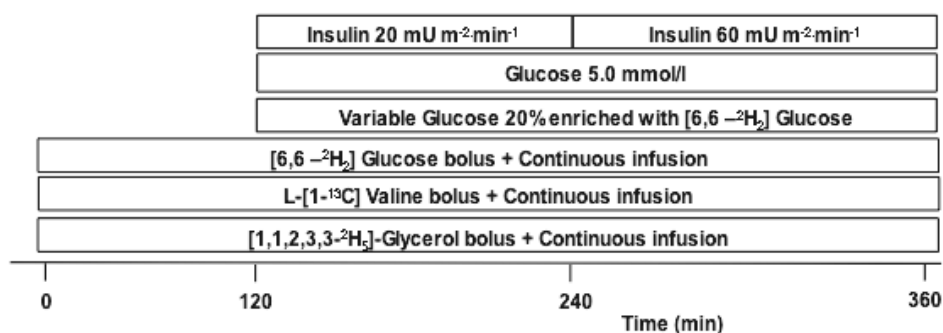 Insulin 20 mU m⁻²·min⁻¹ Insulin 60 mU m⁻²·min⁻¹
Glucose 5.0 mmol/l
Variable Glucose 20%enriched with [6,6 –²H₂] Glucose
[6,6 –²H₂] Glucose bolus + Continuous infusion
L-[1-¹³C] Valine bolus + Continuous infusion
[1,1,2,3,3-²H₅]-Glycerol bolus + Continuous infusion
0 120 240 360
Time (min)